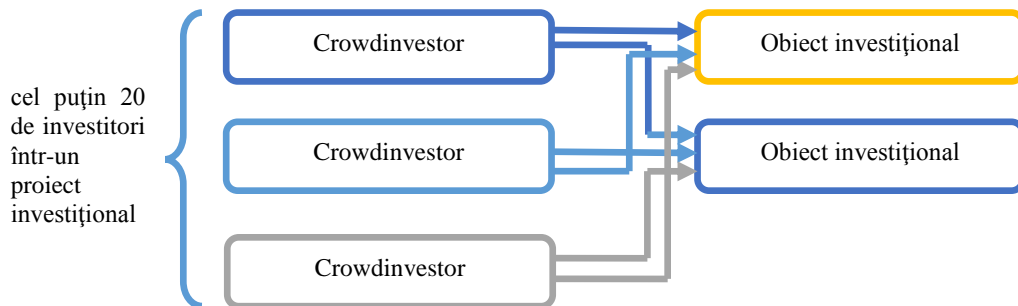 cel puţin 20
de investitori
într-un
proiect
investiţional
Crowdinvestor
Crowdinvestor
Crowdinvestor
Obiect investiţional
Obiect investiţional